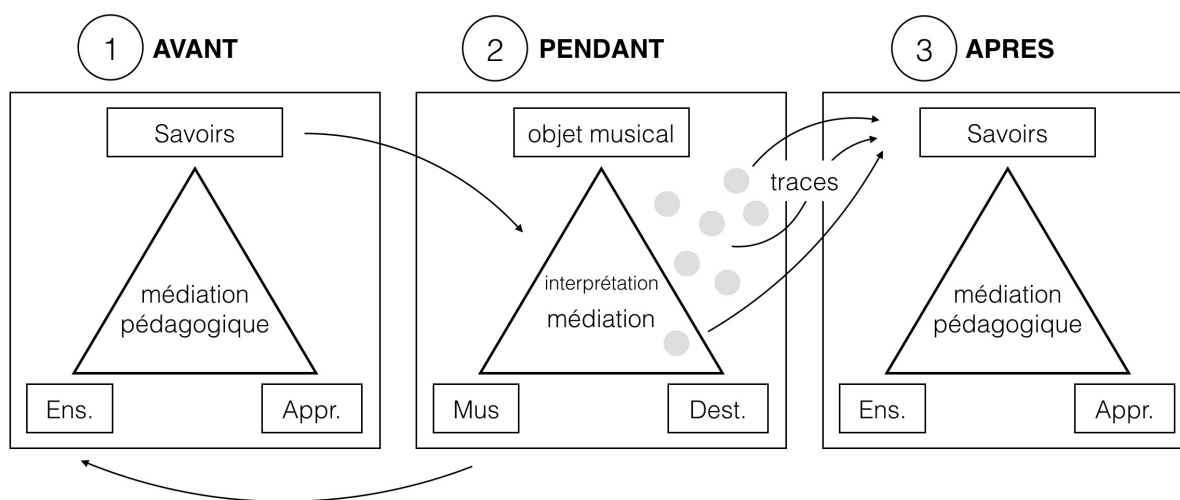 1 AVANT
Savoirs
médiation
pédagogique
Ens.
Appr.
2 PENDANT
objet musical
traces
interprétation
médiation
Mus
Dest.
3 APRES
Savoirs
médiation
pédagogique
Ens.
Appr.